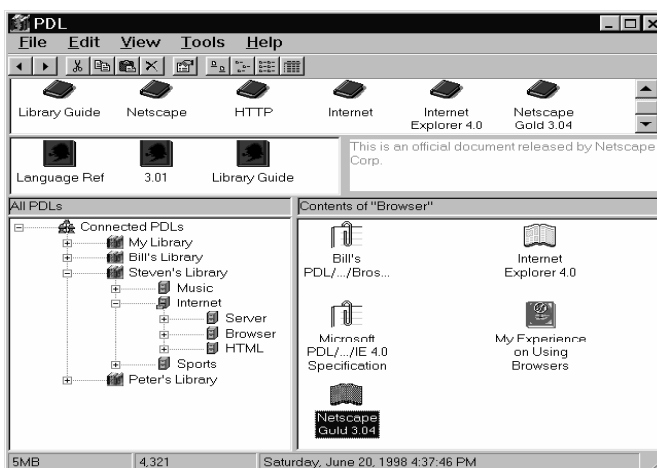 PDL
File Edit View Tools Help
Library Guide Netscape HTTP Internet Internet Explorer 4.0 Netscape Gold 3.04
Language Ref 3.01 Library Guide
This is an official document released by Netscape
Corp.
All PDLs
Connected PDLs
My Library
Bill's Library
Steven's Library
Music
Internet
Server
Browser
HTML
Sports
Peter's Library
Contents of "Browser"
Bill's
PDL/.../Bros...
Internet
Explorer 4.0
Microsoft
PDL/.../IE 4.0
Specification
My Experience
on Using
Browsers
Netscape
Gold 3.04
5MB 4,321 Saturday, June 20, 1998 4:37:46 PM